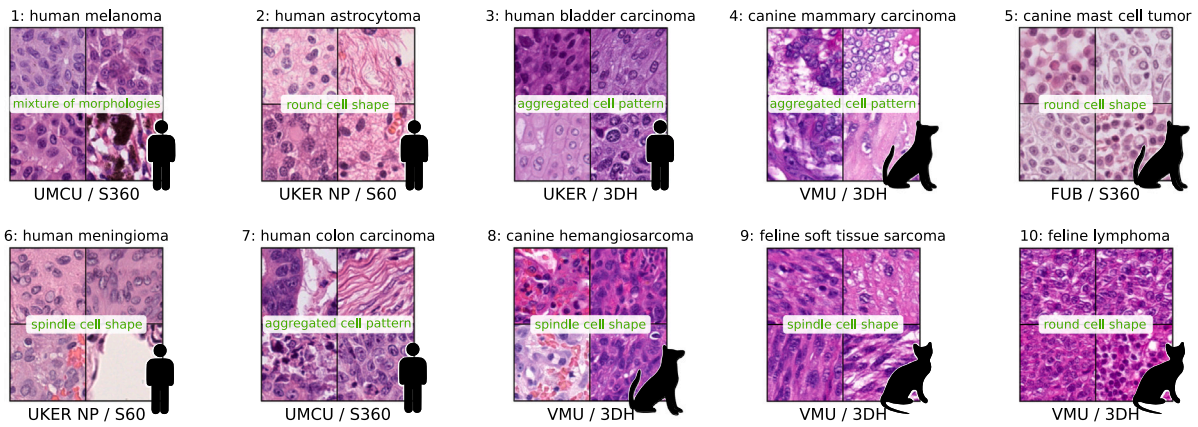 1: human melanoma
mixture of morphologies
UMCU / S360
2: human astrocytoma
round cell shape
UKER NP / S60
3: human bladder carcinoma
aggregated cell pattern
UKER / 3DH
4: canine mammary carcinoma
aggregated cell pattern
VMU / 3DH
5: canine mast cell tumor
round cell shape
FUB / S360
6: human meningioma
spindle cell shape
UKER NP / S60
7: human colon carcinoma
aggregated cell pattern
UMCU / S360
8: canine hemangiosarcoma
spindle cell shape
VMU / 3DH
9: feline soft tissue sarcoma
spindle cell shape
VMU / 3DH
10: feline lymphoma
round cell shape
VMU / 3DH